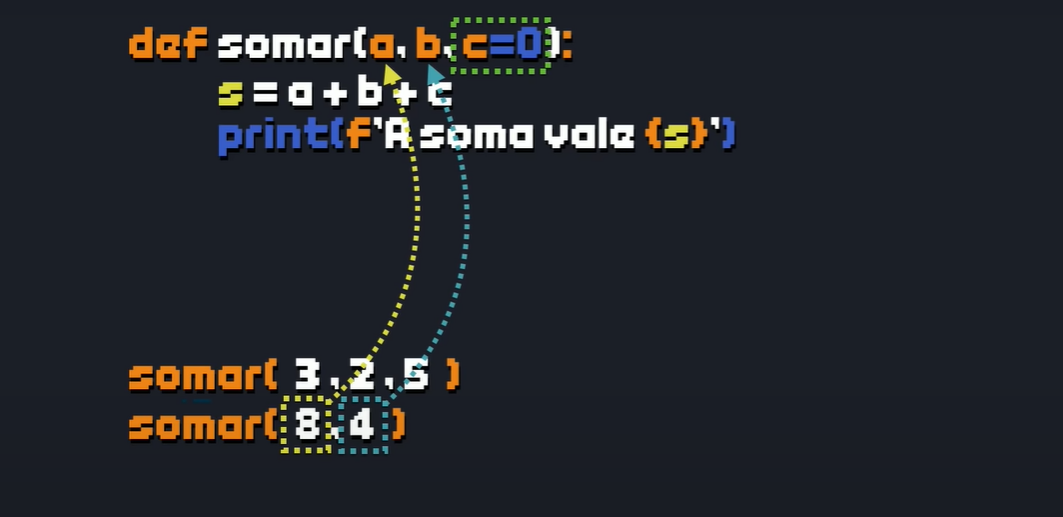 def somar(a, b, c=0):
s = a + b + c
print(f'A soma vale {s}')
somar( 3 , 2 , 5 )
somar( 8 , 4 )